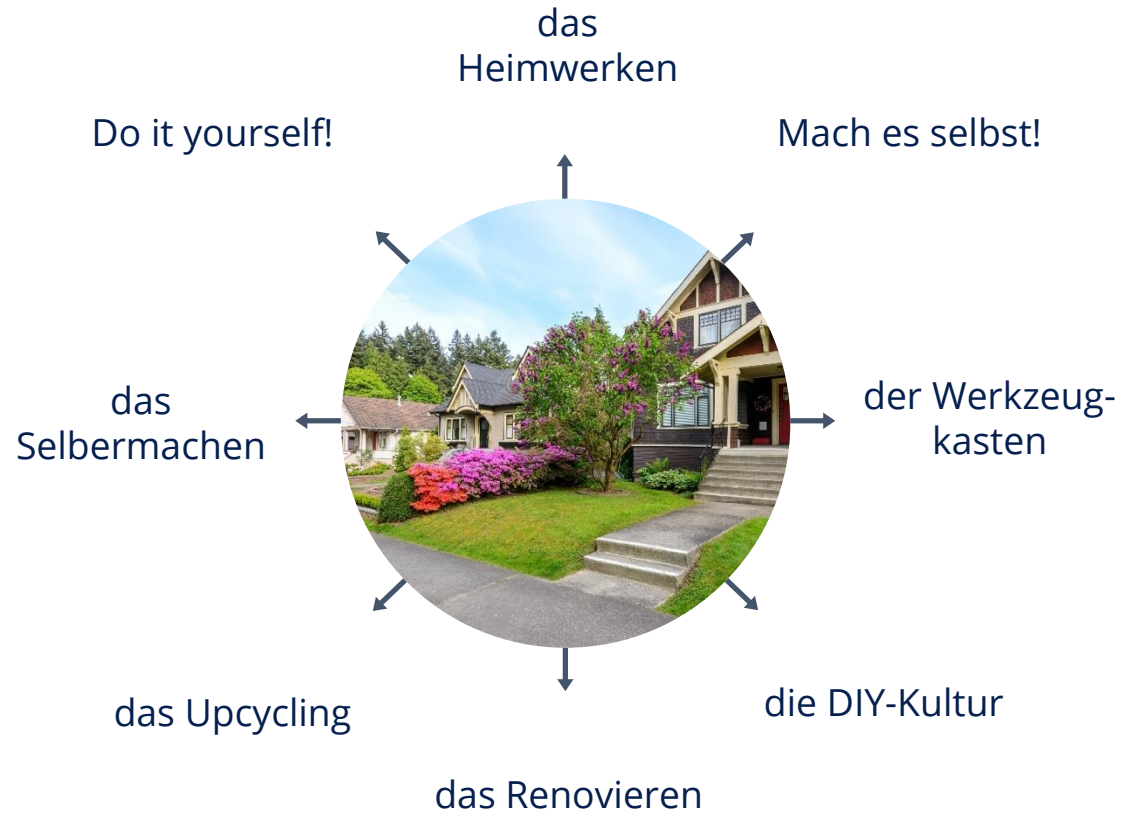 das
Heimwerken
Do it yourself!
Mach es selbst!
das
Selbermachen
der Werkzeug-
kasten
das Upcycling
die DIY-Kultur
das Renovieren